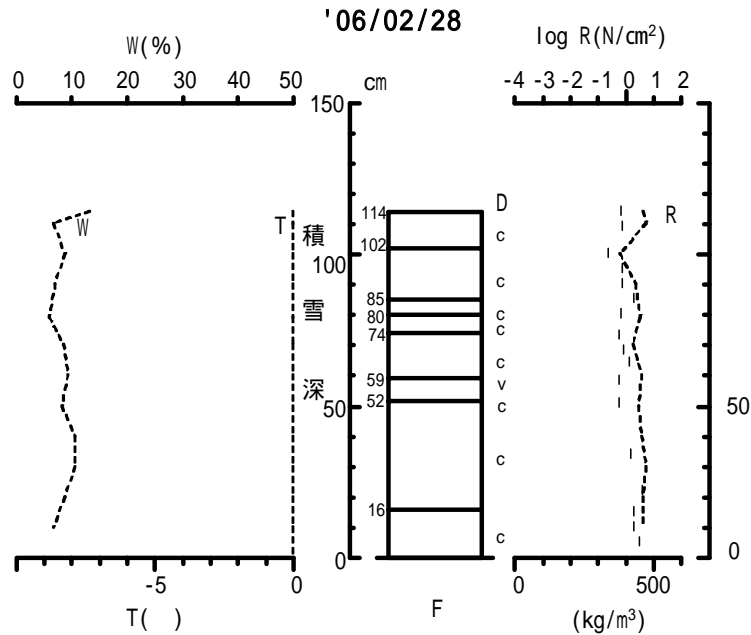 '06/02/28
W(%)
0 10 20 30 40 50
cm
150
log R(N/cm²)
-4 -3 -2 -1 0 1 2
D
114
c
W
T
R
積
102
100
c
雪
85
80
c
74
c
c
深
59
v
52
c
50
50
c
16
c
0
0
-5
0
T( )
F
0
500
(kg/m³)